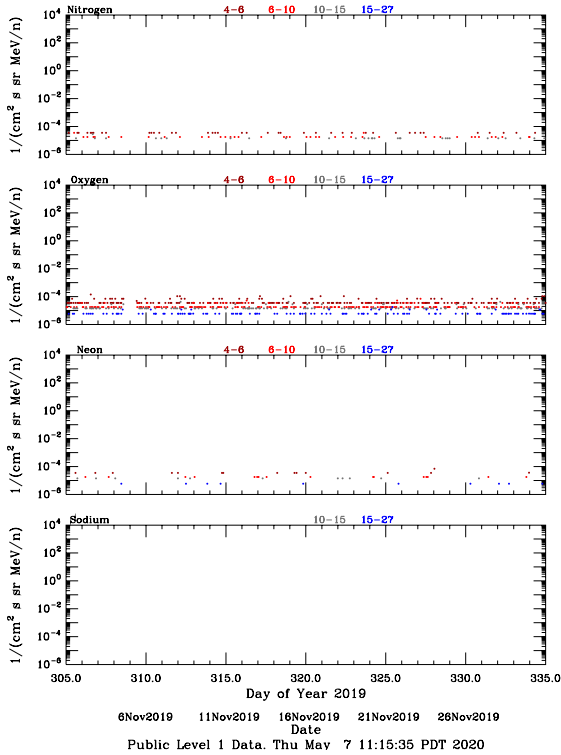 Nitrogen 4-6 6-10 10-15 15-27
10^4
10^2
10^0
10^-2
10^-4
10^-6
1/(cm^2 s sr MeV/n)
Oxygen 4-6 6-10 10-15 15-27
10^4
10^2
10^0
10^-2
10^-4
10^-6
1/(cm^2 s sr MeV/n)
Neon 4-6 6-10 10-15 15-27
10^4
10^2
10^0
10^-2
10^-4
10^-6
1/(cm^2 s sr MeV/n)
Sodium 10-15 15-27
10^4
10^2
10^0
10^-2
10^-4
10^-6
1/(cm^2 s sr MeV/n)
305.0 310.0 315.0 320.0 325.0 330.0 335.0
Day of Year 2019
6Nov2019 11Nov2019 16Nov2019 21Nov2019 26Nov2019
Date
Public Level 1 Data. Thu May 7 11:15:35 PDT 2020